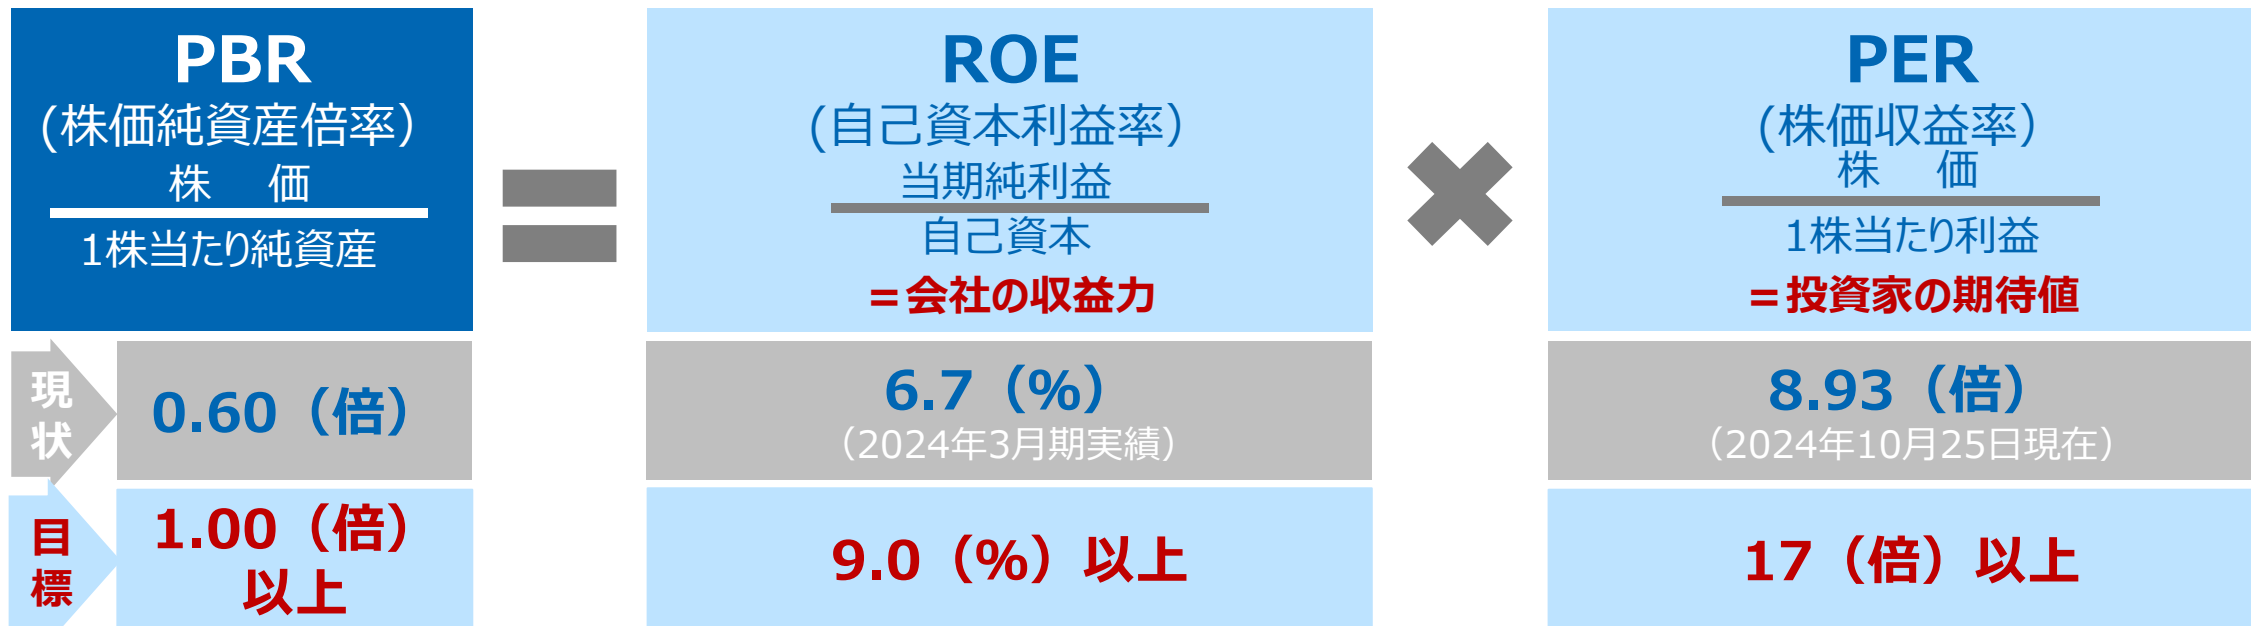 PBR
(株価純資産倍率)
株 価
1株当たり純資産
ROE
(自己資本利益率)
当期純利益
自己資本
=会社の収益力
PER
(株価収益率)
株 価
1株当たり利益
=投資家の期待値
現状
0.60（倍）
6.7（%）
（2024年3月期実績）
8.93（倍）
（2024年10月25日現在）
目標
1.00（倍）
以上
9.0（%）以上
17（倍）以上